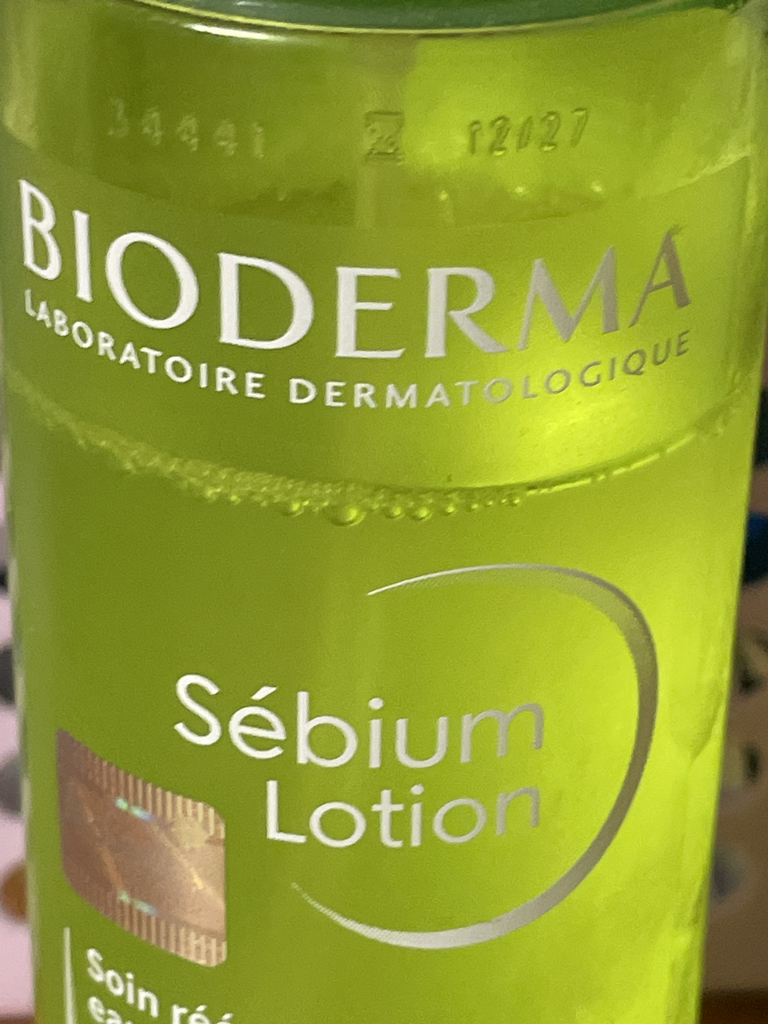 34441 12/27
BIODERMA
LABORATOIRE DERMATOLOGIQUE
Sébium
Lotion
Soin